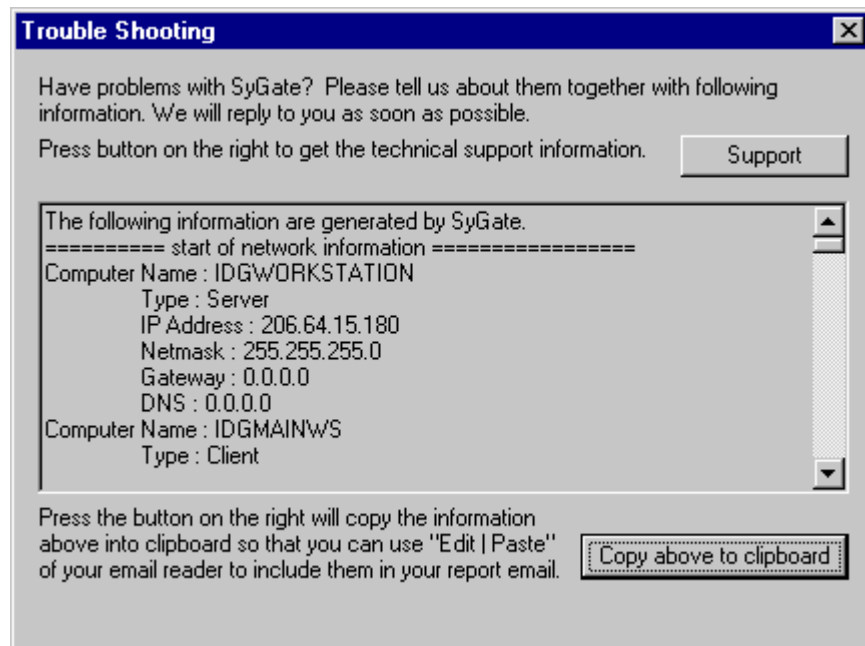 Trouble Shooting
Have problems with SyGate? Please tell us about them together with following
information. We will reply to you as soon as possible.
Press button on the right to get the technical support information.
Support
The following information are generated by SyGate.
========== start of network information =================
Computer Name : IDGWORKSTATION
Type : Server
IP Address : 206.64.15.180
Netmask : 255.255.255.0
Gateway : 0.0.0.0
DNS : 0.0.0.0
Computer Name : IDGMAINWS
Type : Client
Press the button on the right will copy the information
above into clipboard so that you can use "Edit | Paste"
of your email reader to include them in your report email.
Copy above to clipboard